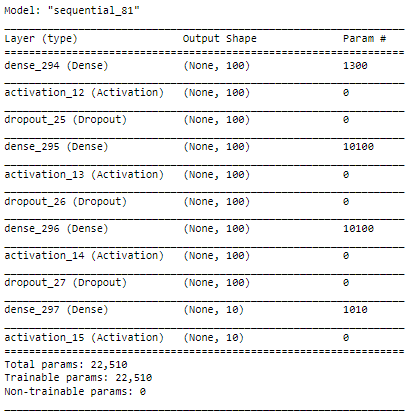 Model: "sequential_81"
Layer (type) Output Shape Param #
dense_294 (Dense) (None, 100) 1300
activation_12 (Activation) (None, 100) 0
dropout_25 (Dropout) (None, 100) 0
dense_295 (Dense) (None, 100) 10100
activation_13 (Activation) (None, 100) 0
dropout_26 (Dropout) (None, 100) 0
dense_296 (Dense) (None, 100) 10100
activation_14 (Activation) (None, 100) 0
dropout_27 (Dropout) (None, 100) 0
dense_297 (Dense) (None, 10) 1010
activation_15 (Activation) (None, 10) 0
Total params: 22,510
Trainable params: 22,510
Non-trainable params: 0